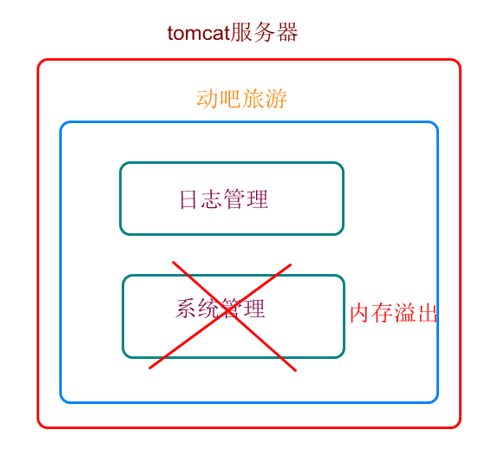 tomcat服务器
动吧旅游
日志管理
系统管理
内存溢出